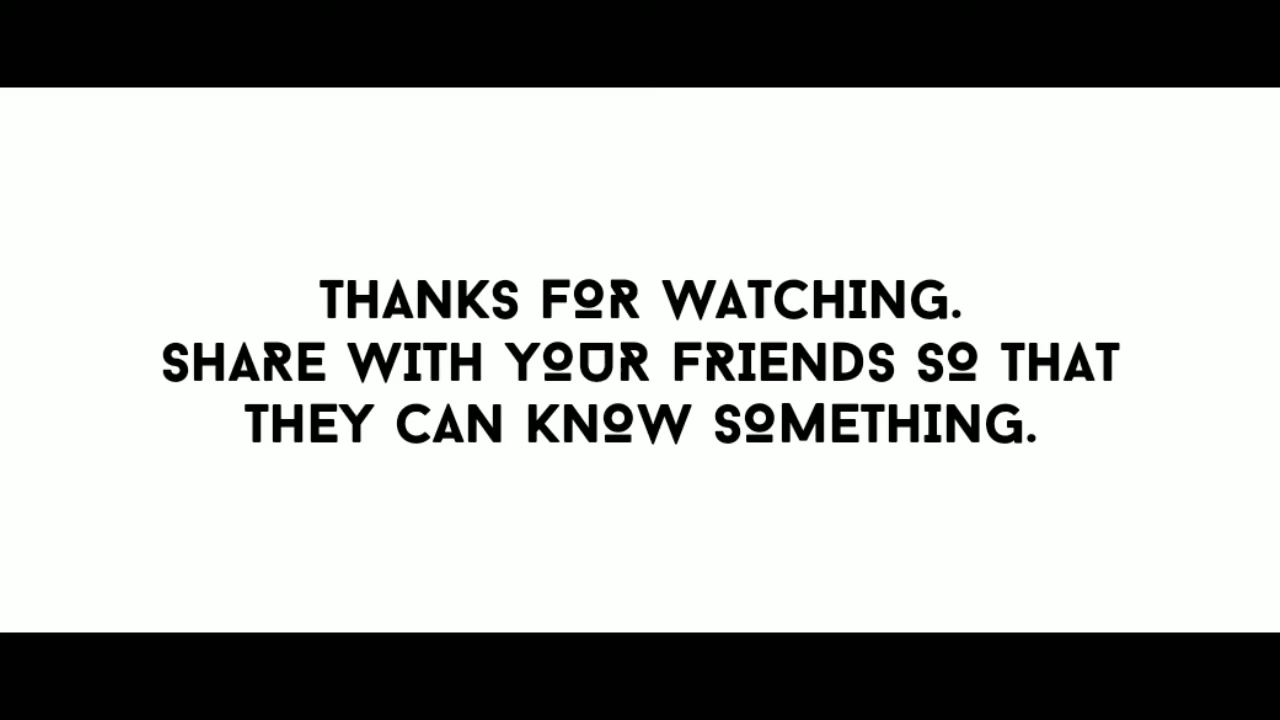 THANKS FOR WATCHING.
SHARE WITH YOUR FRIENDS SO THAT
THEY CAN KNOW SOMETHING.